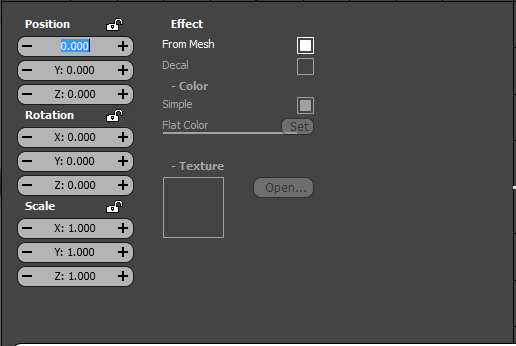 Position
− 0.000 +
− Y: 0.000 +
− Z: 0.000 +
Rotation
− X: 0.000 +
− Y: 0.000 +
− Z: 0.000 +
Scale
− X: 1.000 +
− Y: 1.000 +
− Z: 1.000 +
Effect
From Mesh
Decal
- Color
Simple
Flat Color Set
- Texture
Open...